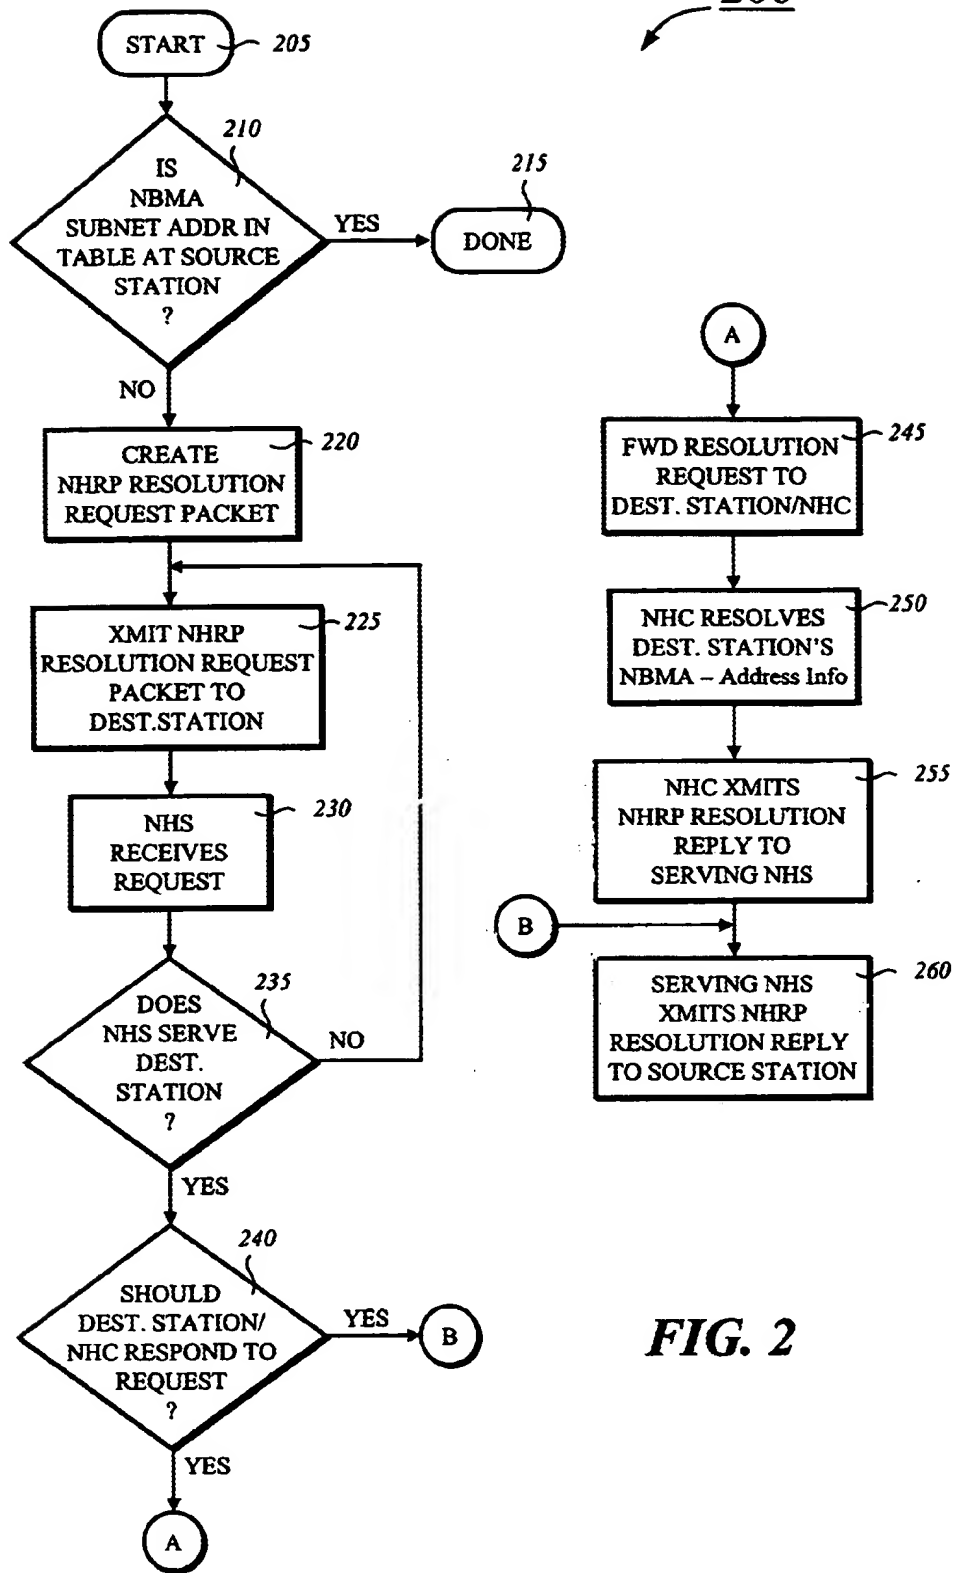 START
205
210
IS
NBMA
SUBNET ADDR IN
TABLE AT SOURCE
STATION
?
YES
215
DONE
NO
220
CREATE
NHRP RESOLUTION
REQUEST PACKET
225
XMIT NHRP
RESOLUTION REQUEST
PACKET TO
DEST.STATION
230
NHS
RECEIVES
REQUEST
235
DOES
NHS SERVE
DEST.
STATION
?
NO
YES
240
SHOULD
DEST. STATION/
NHC RESPOND TO
REQUEST
?
YES
B
YES
A
A
245
FWD RESOLUTION
REQUEST TO
DEST. STATION/NHC
250
NHC RESOLVES
DEST. STATION'S
NBMA – Address Info
255
NHC XMITS
NHRP RESOLUTION
REPLY TO
SERVING NHS
B
260
SERVING NHS
XMITS NHRP
RESOLUTION REPLY
TO SOURCE STATION
FIG. 2